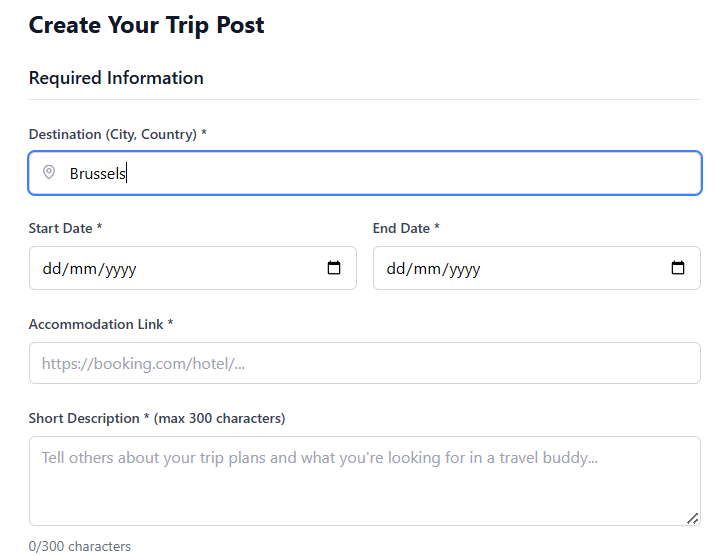 Create Your Trip Post
Required Information
Destination (City, Country) *
Brussels
Start Date * End Date *
dd/mm/yyyy dd/mm/yyyy
Accommodation Link *
https://booking.com/hotel/...
Short Description * (max 300 characters)
Tell others about your trip plans and what you're looking for in a travel buddy...
0/300 characters